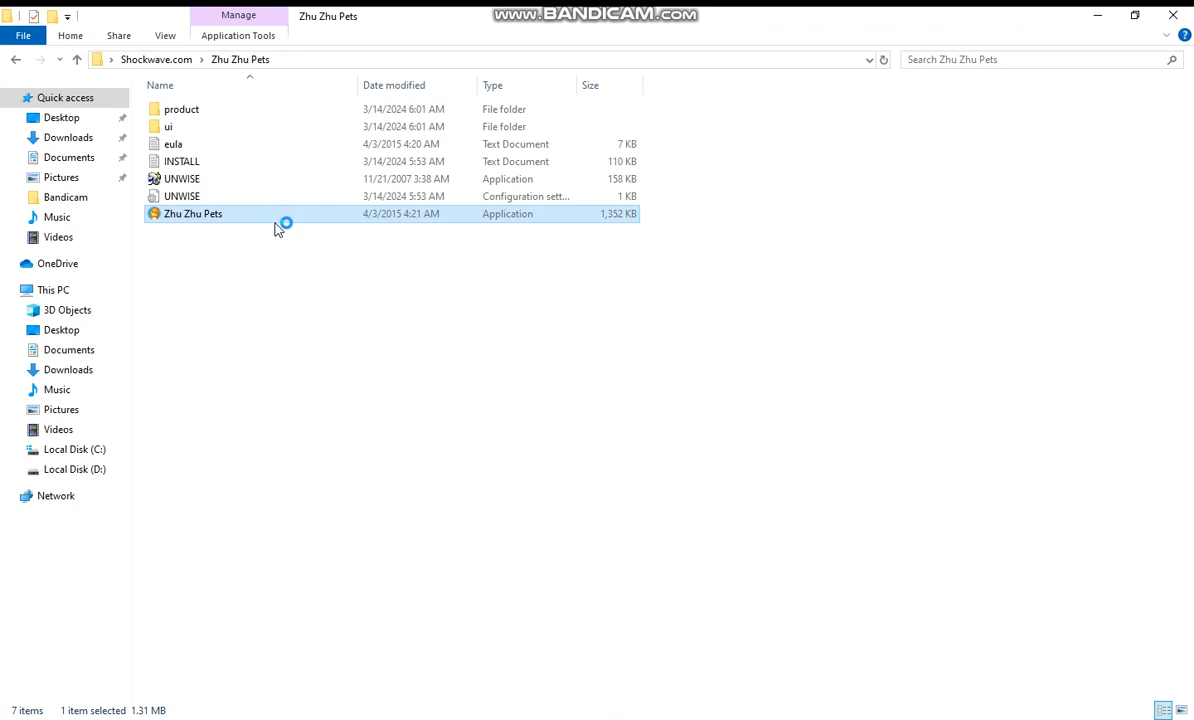 Manage
Zhu Zhu Pets
www.BANDICAM.com
File
Home
Share
View
Application Tools
Shockwave.com
Zhu Zhu Pets
Search Zhu Zhu Pets
Name
Date modified
Type
Size
Quick access
Desktop
Downloads
Documents
Pictures
Bandicam
Music
Videos
OneDrive
This PC
3D Objects
Desktop
Documents
Downloads
Music
Pictures
Videos
Local Disk (C:)
Local Disk (D:)
Network
product 3/14/2024 6:01 AM File folder
ui 3/14/2024 6:01 AM File folder
eula 4/3/2015 4:20 AM Text Document 7 KB
INSTALL 3/14/2024 5:53 AM Text Document 110 KB
UNWISE 11/21/2007 3:38 AM Application 158 KB
UNWISE 3/14/2024 5:53 AM Configuration sett... 1 KB
Zhu Zhu Pets 4/3/2015 4:21 AM Application 1,352 KB
7 items 1 item selected 1.31 MB